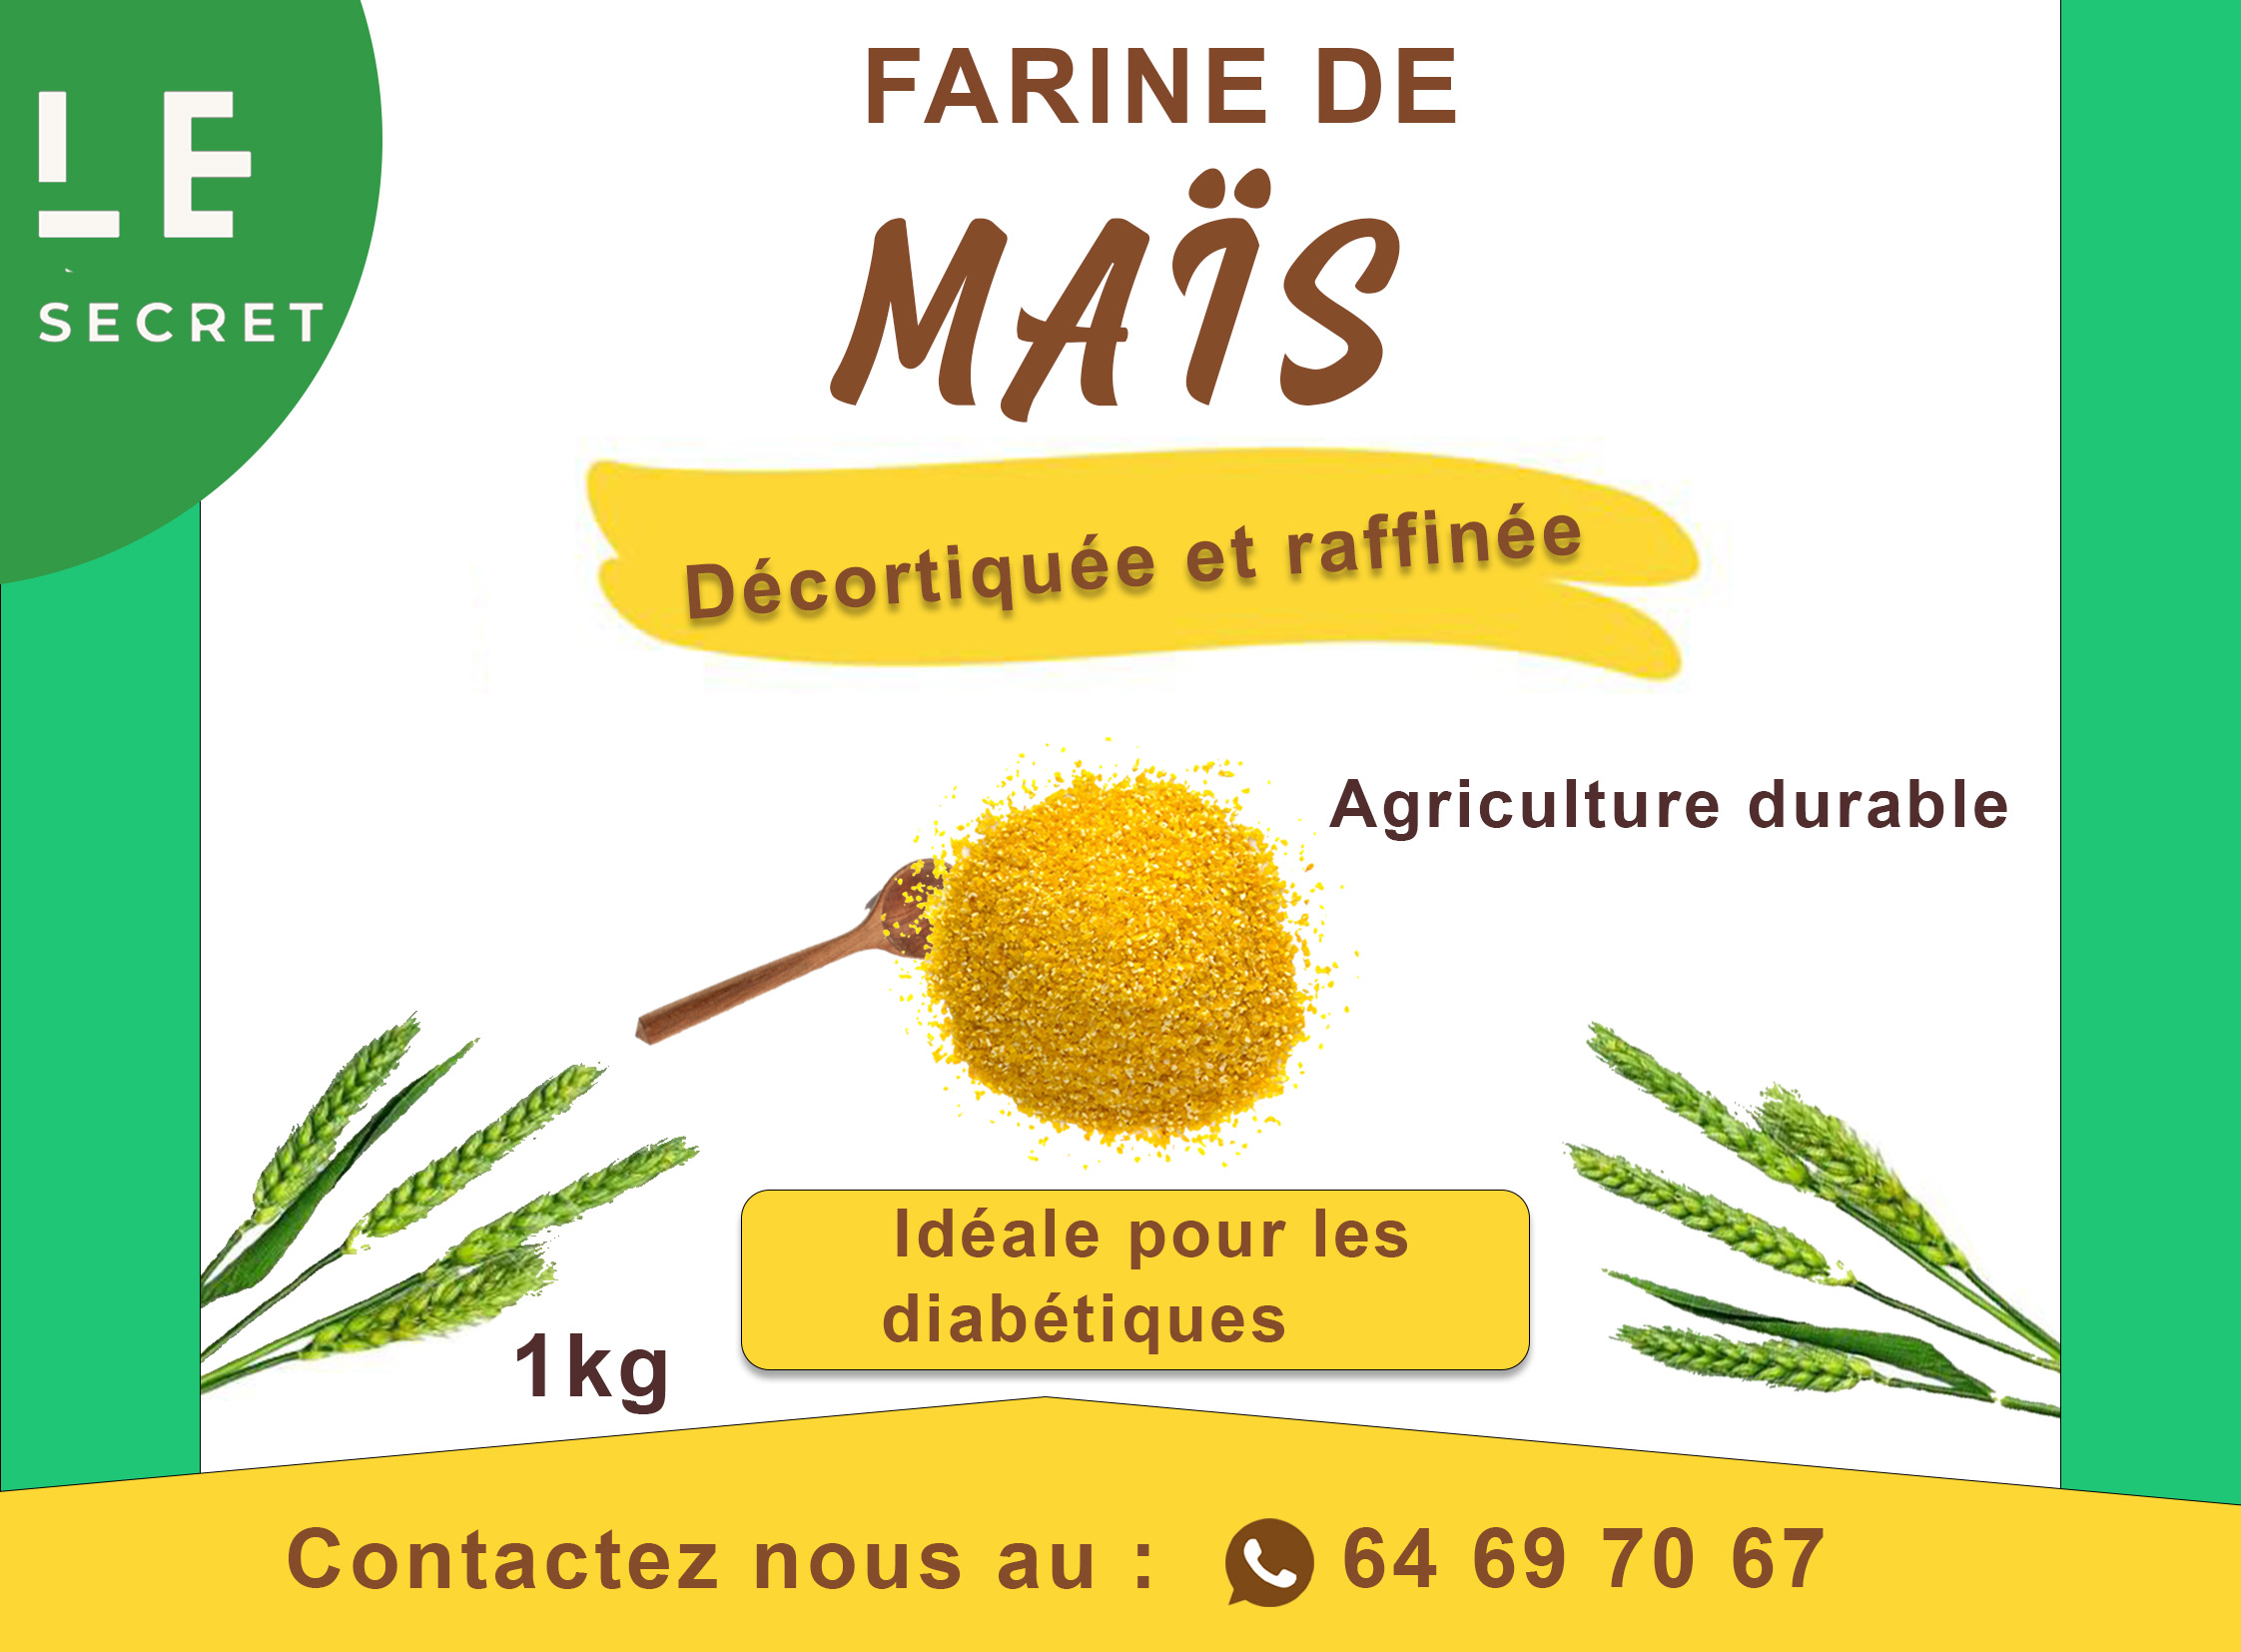 LE
SECRET
FARINE DE
MAÏS
Décortiquée et raffinée
Agriculture durable
Idéale pour les
diabétiques
1kg
Contactez nous au : 64 69 70 67